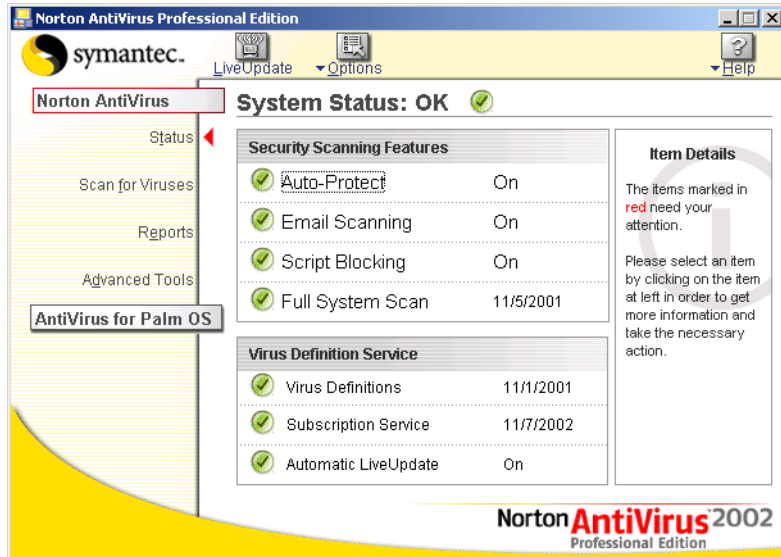 Norton AntiVirus Professional Edition
symantec.
LiveUpdate
Options
Help
Norton AntiVirus
Status
Scan for Viruses
Reports
Advanced Tools
AntiVirus for Palm OS
System Status: OK
Security Scanning Features
Auto-Protect On
Email Scanning On
Script Blocking On
Full System Scan 11/5/2001
Virus Definition Service
Virus Definitions 11/1/2001
Subscription Service 11/7/2002
Automatic LiveUpdate On
Item Details
The items marked in
red need your
attention.
Please select an item
by clicking on the item
at left in order to get
more information and
take the necessary
action.
Norton AntiVirus 2002
Professional Edition